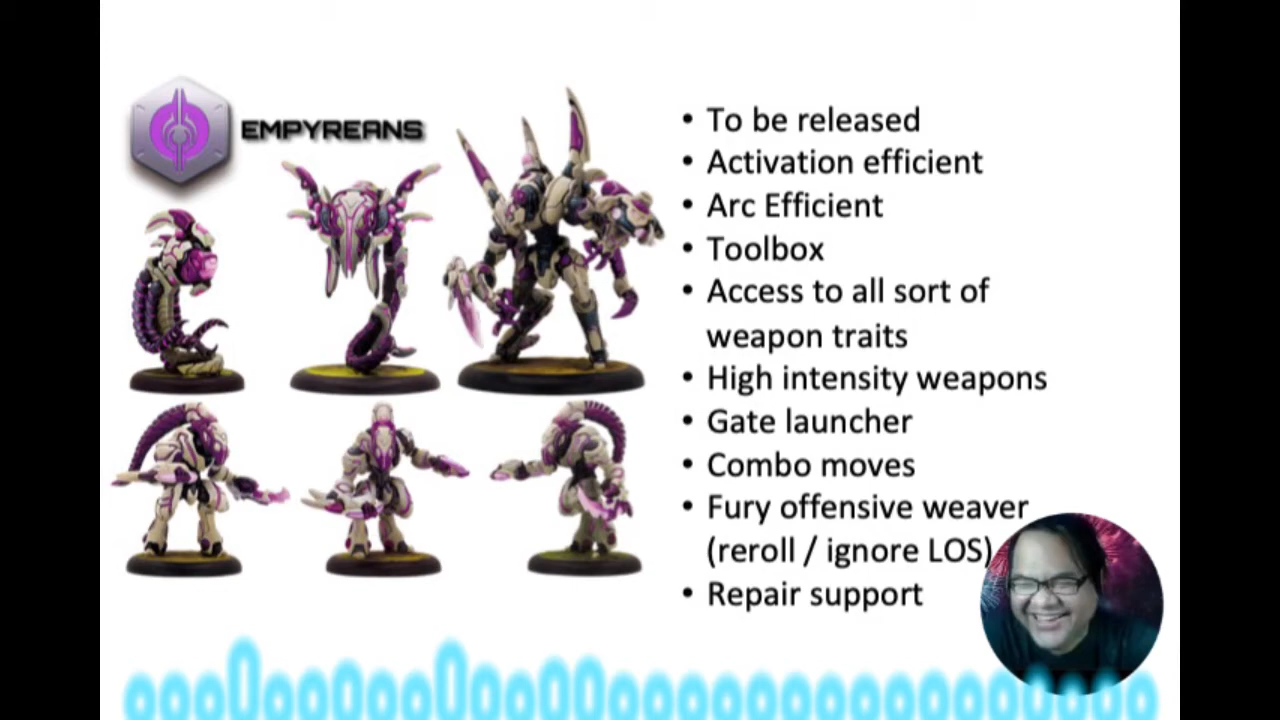 EMPYREANS
• To be released
• Activation efficient
• Arc Efficient
• Toolbox
• Access to all sort of
weapon traits
• High intensity weapons
• Gate launcher
• Combo moves
• Fury offensive weaver
(reroll / ignore LOS)
• Repair support